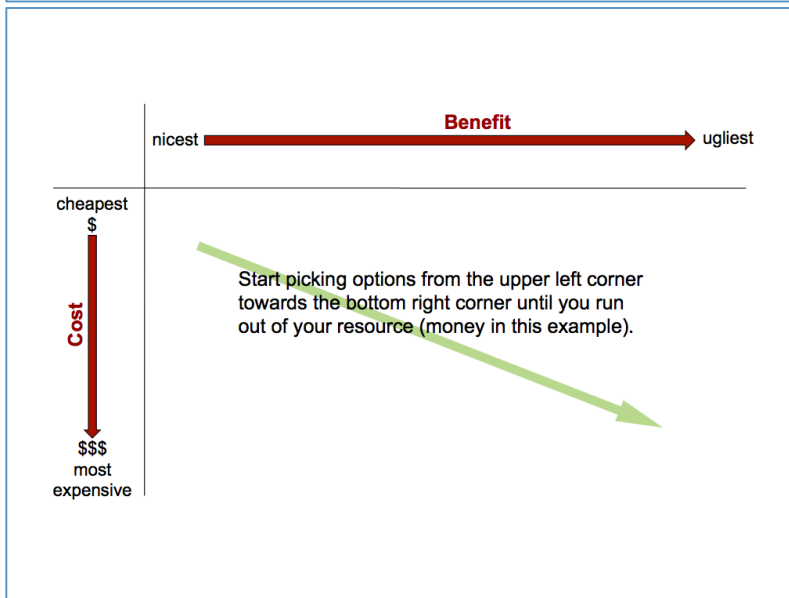 Benefit
nicest
ugliest
cheapest
$
Cost
Start picking options from the upper left corner
towards the bottom right corner until you run
out of your resource (money in this example).
$$$
most
expensive